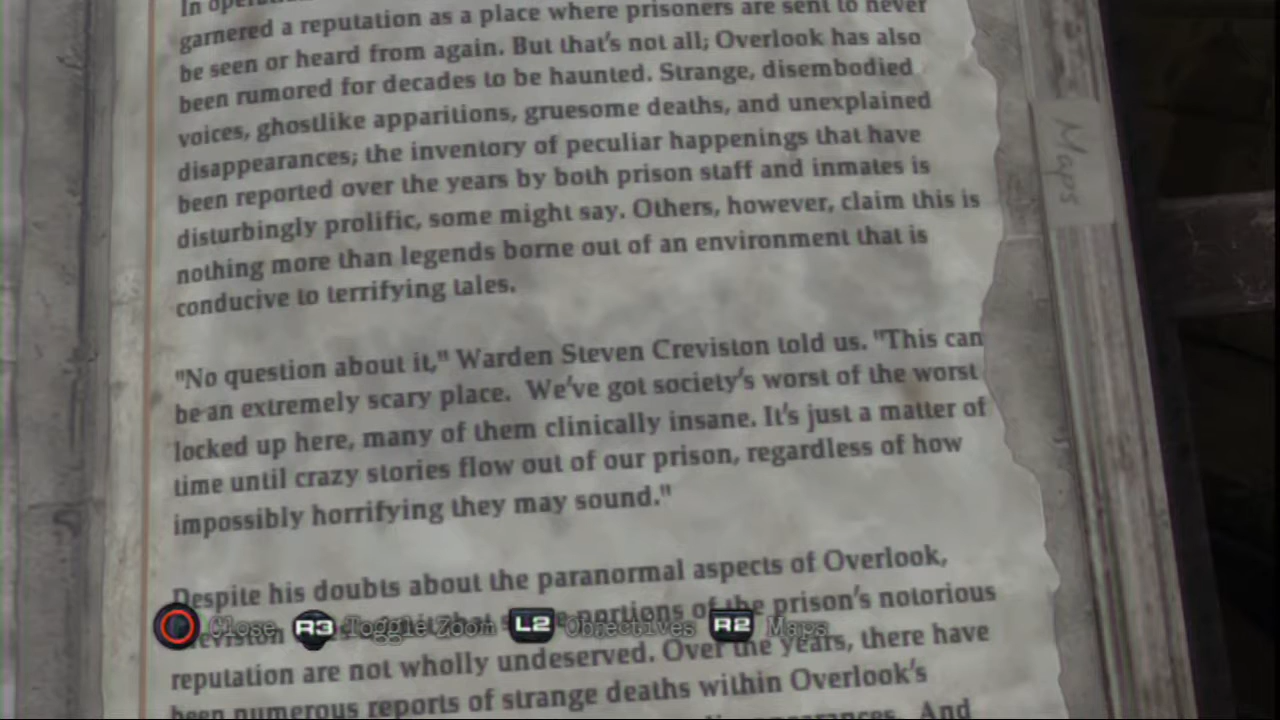 In
garnered a reputation as a place where prisoners are sent to never
be seen or heard from again. But that's not all; Overlook has also
been rumored for decades to be haunted. Strange, disembodied
voices, ghostlike apparitions, gruesome deaths, and unexplained
disappearances; the inventory of peculiar happenings that have
been reported over the years by both prison staff and inmates is
disturbingly prolific, some might say. Others, however, claim this is
nothing more than legends borne out of an environment that is
conducive to terrifying tales.
"No question about it," Warden Steven Creviston told us. "This can
be an extremely scary place. We've got society's worst of the worst
locked up here, many of them clinically insane. It's just a matter of
time until crazy stories flow out of our prison, regardless of how
impossibly horrifying they may sound."
Despite his doubts about the paranormal aspects of Overlook,
portions of the prison's notorious
reputation are not wholly undeserved. Over the years, there have
been numerous reports of strange deaths within Overlook's
And
Close R3 Toggle Zoom L2 Objectives R2 Maps
Maps